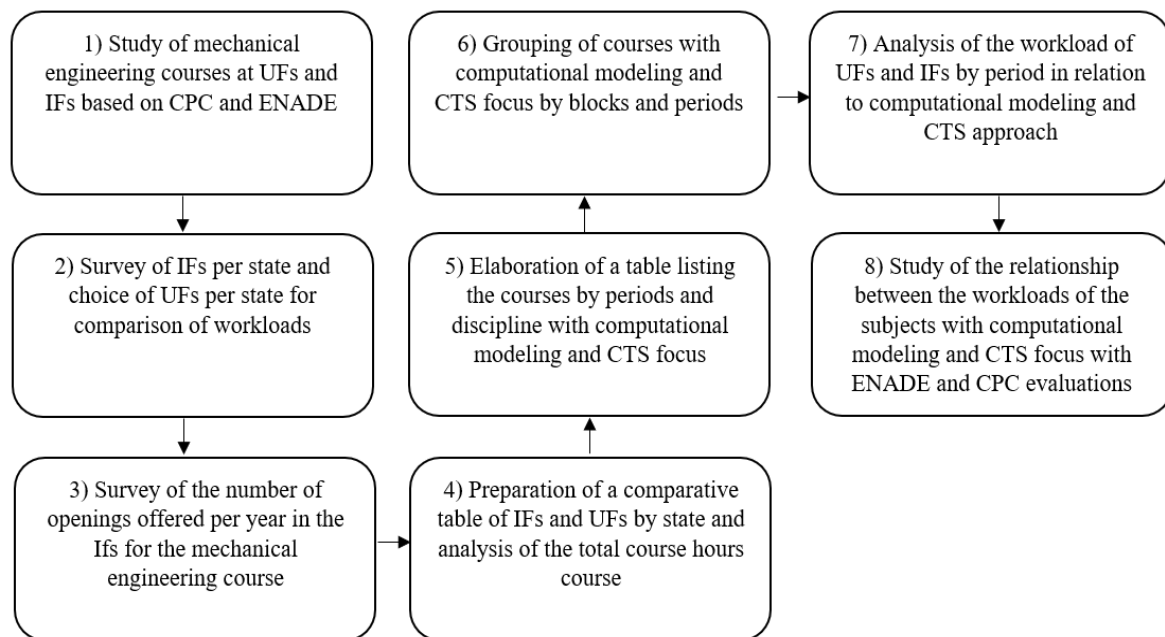 1) Study of mechanical
engineering courses at UFs and
IFs based on CPC and ENADE
2) Survey of IFs per state and
choice of UFs per state for
comparison of workloads
3) Survey of the number of
openings offered per year in the
Ifs for the mechanical
engineering course
4) Preparation of a comparative
table of IFs and UFs by state and
analysis of the total course hours
course
5) Elaboration of a table listing
the courses by periods and
discipline with computational
modeling and CTS focus
6) Grouping of courses with
computational modeling and
CTS focus by blocks and periods
7) Analysis of the workload of
UFs and IFs by period in relation
to computational modeling and
CTS approach
8) Study of the relationship
between the workloads of the
subjects with computational
modeling and CTS focus with
ENADE and CPC evaluations